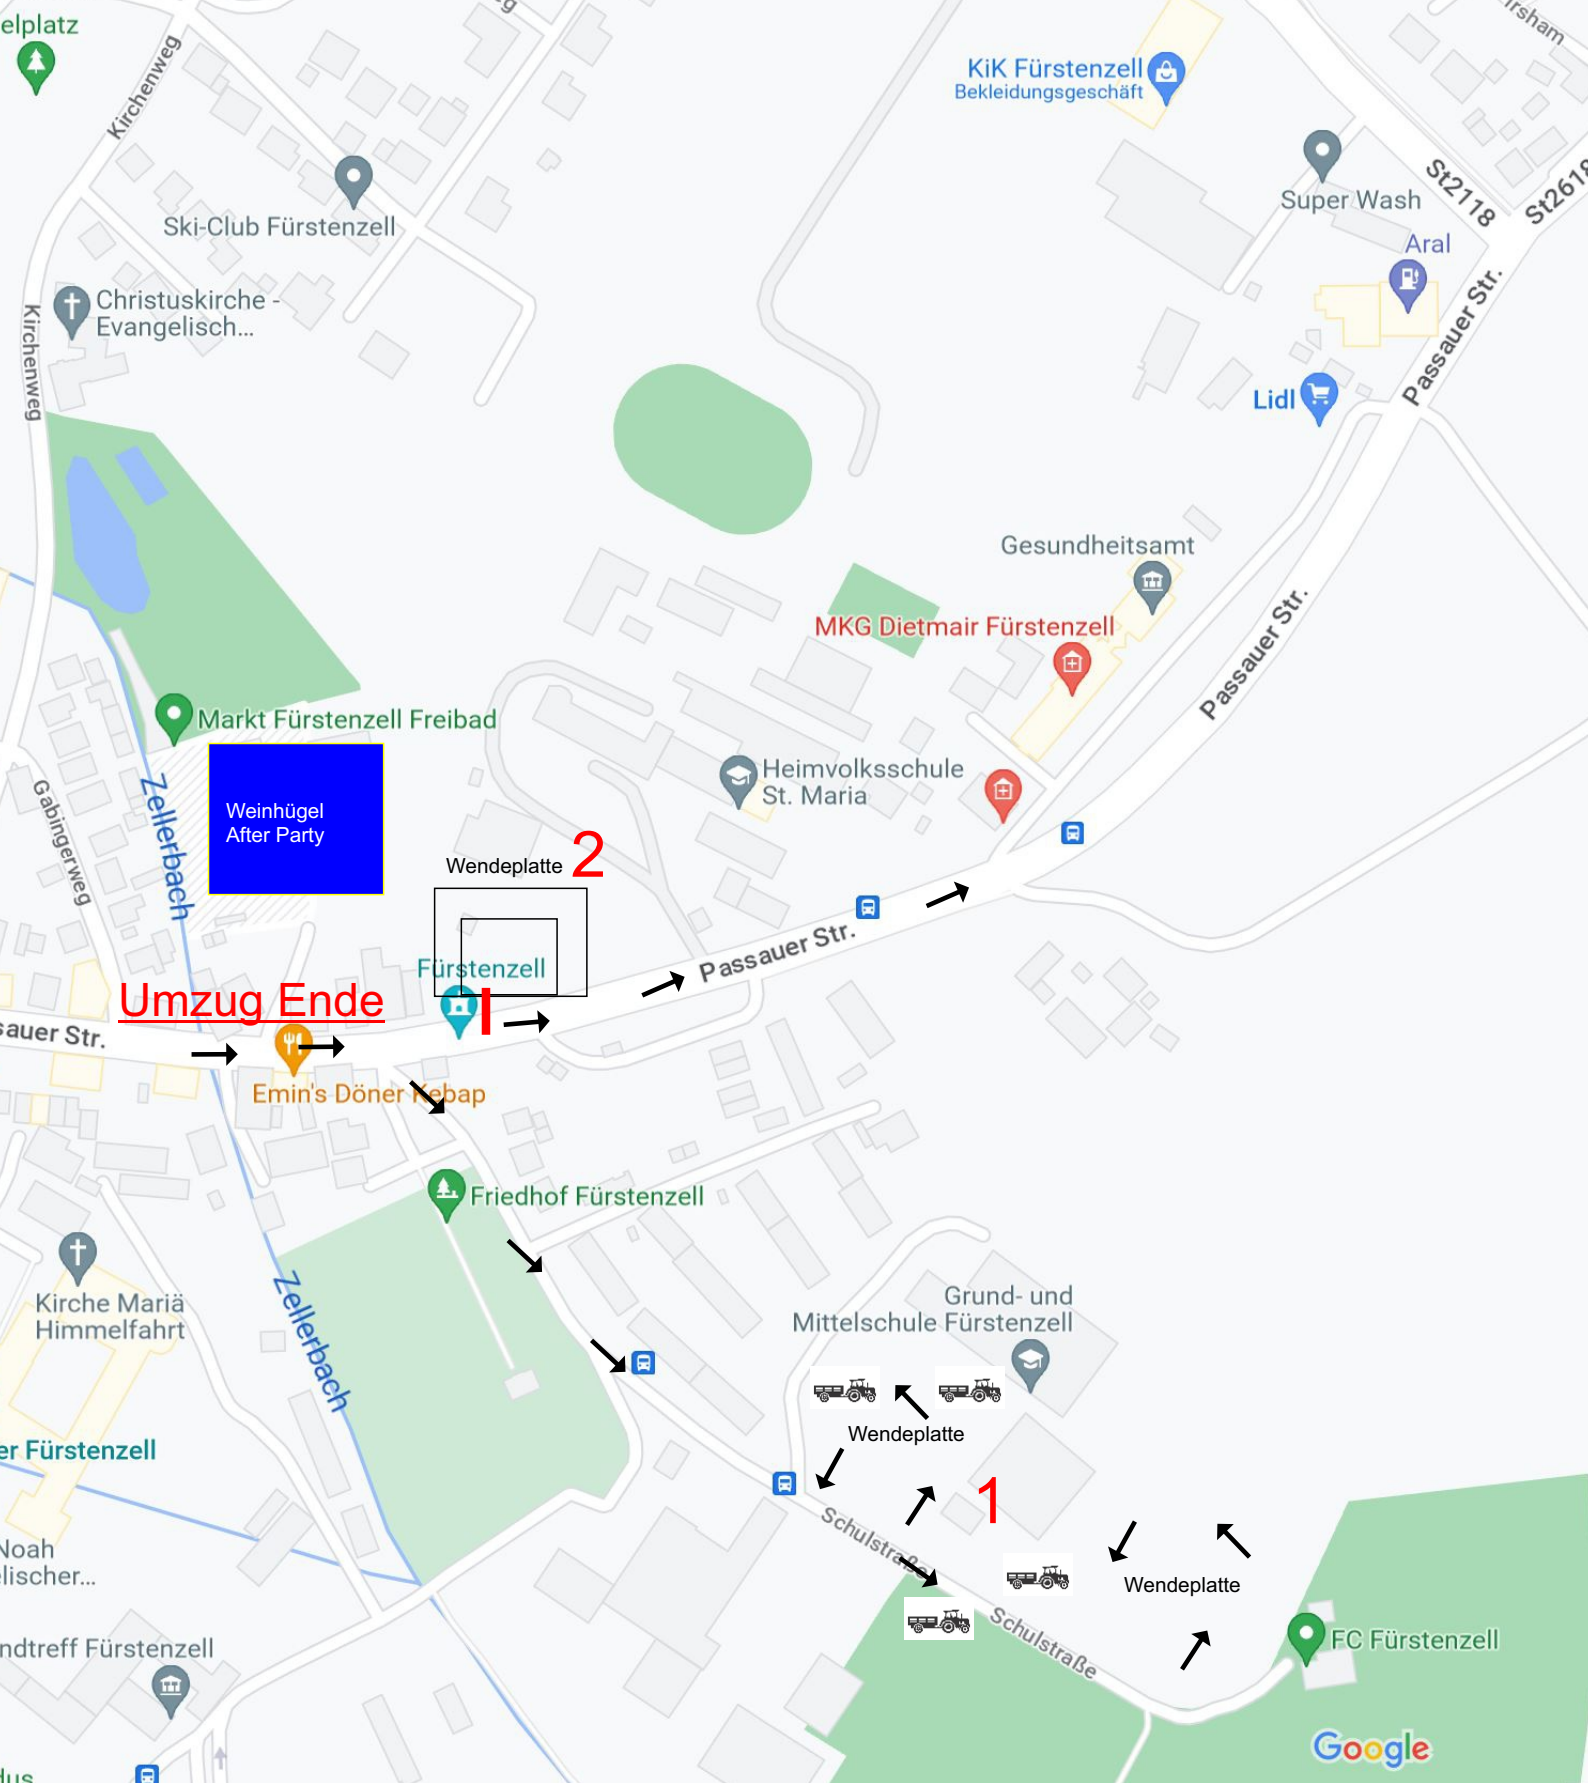 elplatz
Kirchenweg
KiK Fürstenzell
Bekleidungsgeschäft
St2118
Super Wash
Aral
Ski-Club Fürstenzell
Christuskirche -
Evangelisch...
Kirchenweg
Passauer Str.
Lidl
Gesundheitsamt
MKG Dietmair Fürstenzell
Passauer Str.
Markt Fürstenzell Freibad
Heimvolksschule
St. Maria
Gabingerweg
Zellerbach
Weinhügel
After Party
Wendeplatte
2
Passauer Str.
Fürstenzell
Umzug Ende
sauer Str.
Emin's Döner Kebap
Friedhof Fürstenzell
Kirche Mariä
Himmelfahrt
Zellerbach
Grund- und
Mittelschule Fürstenzell
Wendeplatte
er Fürstenzell
1
Schulstraße
Noah
elischer...
Wendeplatte
Schulstraße
ndtreff Fürstenzell
FC Fürstenzell
Google